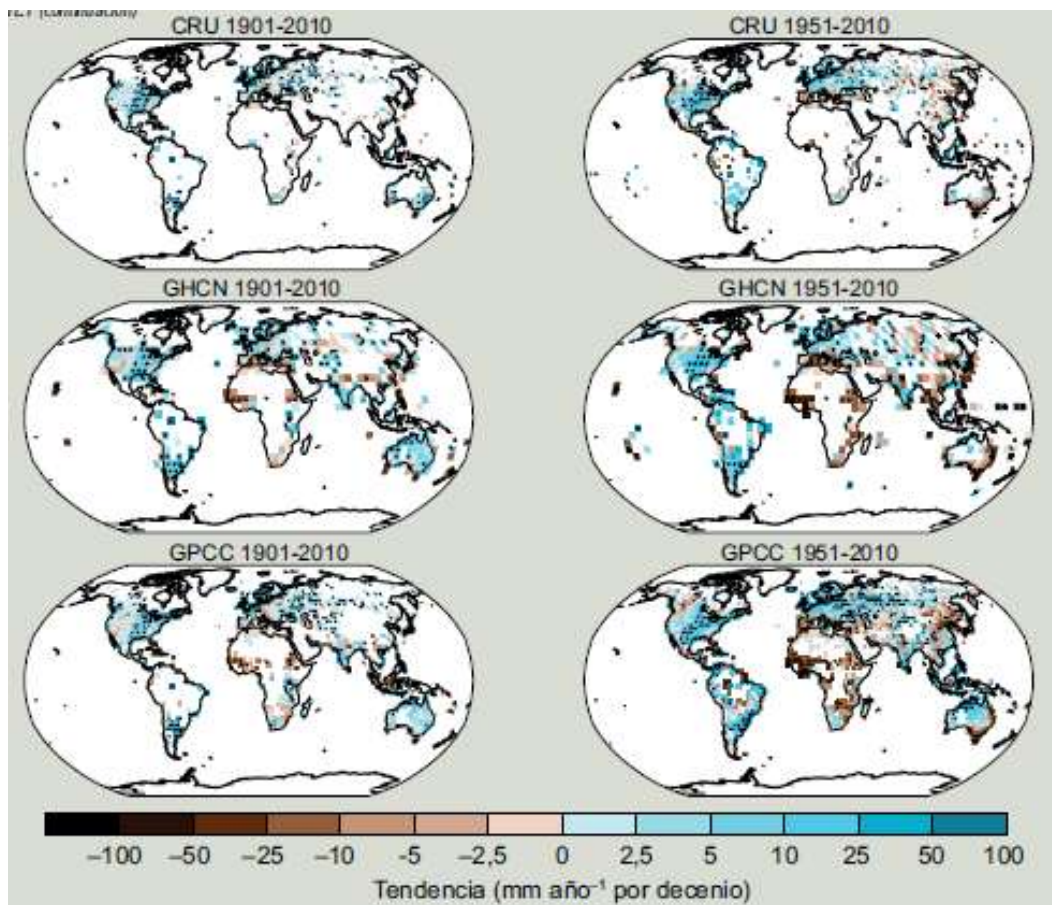 (continuación)
CRU 1901-2010 CRU 1951-2010
GHCN 1901-2010 GHCN 1951-2010
GPCC 1901-2010 GPCC 1951-2010
–100 –50 –25 –10 -5 –2,5 0 2,5 5 10 25 50 100
Tendencia (mm año⁻¹ por decenio)